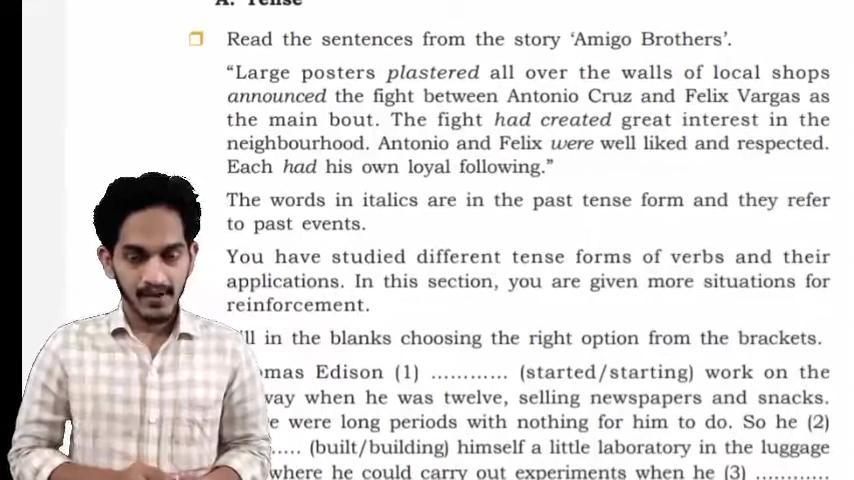 A. Tense
Read the sentences from the story ‘Amigo Brothers’.
“Large posters plastered all over the walls of local shops
announced the fight between Antonio Cruz and Felix Vargas as
the main bout. The fight had created great interest in the
neighbourhood. Antonio and Felix were well liked and respected.
Each had his own loyal following.”
The words in italics are in the past tense form and they refer
to past events.
You have studied different tense forms of verbs and their
applications. In this section, you are given more situations for
reinforcement.
in the blanks choosing the right option from the brackets.
Edison (1) ............ (started/starting) work on the
when he was twelve, selling newspapers and snacks.
were long periods with nothing for him to do. So he (2)
..... (built/building) himself a little laboratory in the luggage
where he could carry out experiments when he (3) ............